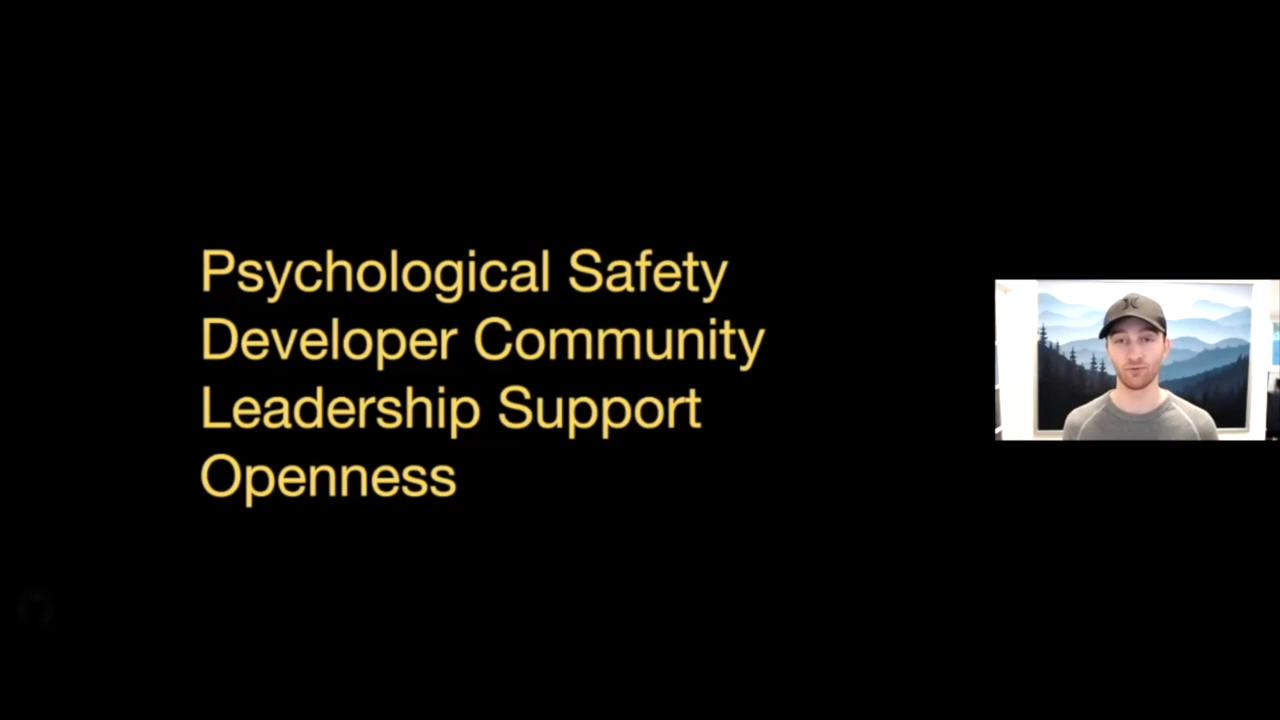 Psychological Safety
Developer Community
Leadership Support
Openness